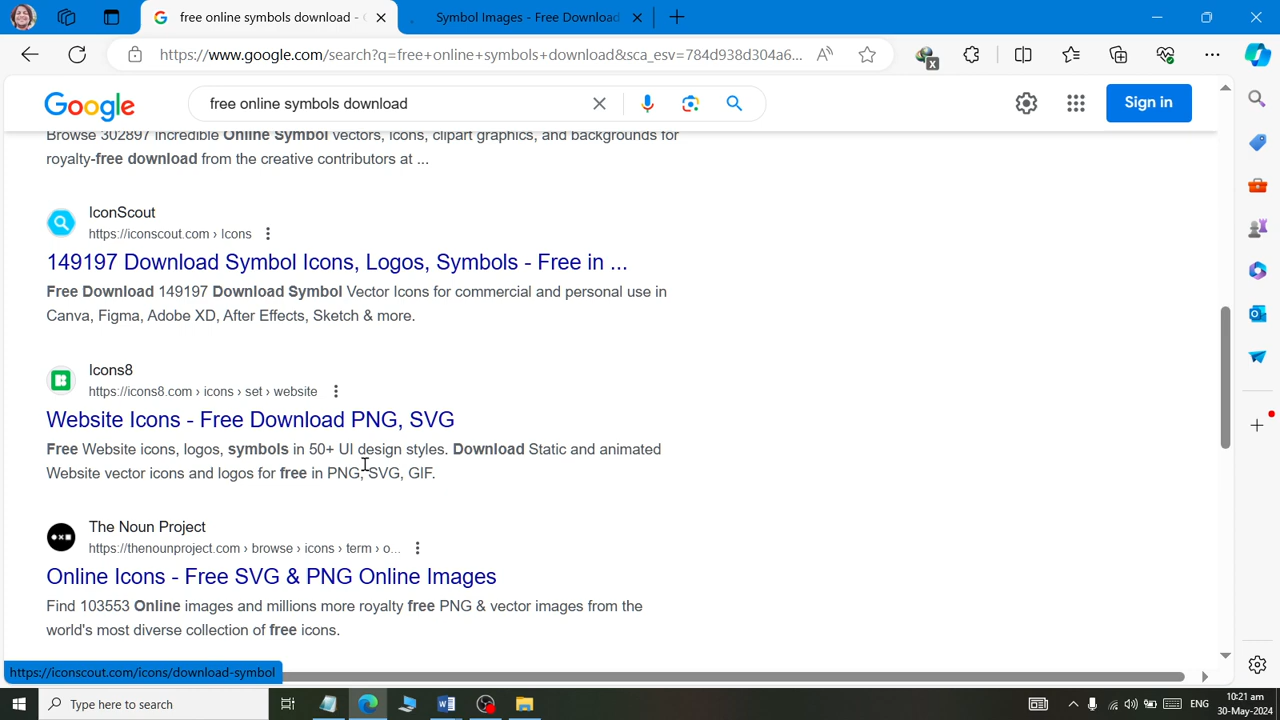 free online symbols download -
Symbol Images - Free Download
https://www.google.com/search?q=free+online+symbols+download&sca_esv=784d938d304a6...
Google
free online symbols download
Sign in
Browse 302897 incredible Online Symbol vectors, icons, clipart graphics, and backgrounds for
royalty-free download from the creative contributors at ...
IconScout
https://iconscout.com › Icons
149197 Download Symbol Icons, Logos, Symbols - Free in ...
Free Download 149197 Download Symbol Vector Icons for commercial and personal use in
Canva, Figma, Adobe XD, After Effects, Sketch & more.
Icons8
https://icons8.com › icons › set › website
Website Icons - Free Download PNG, SVG
Free Website icons, logos, symbols in 50+ UI design styles. Download Static and animated
Website vector icons and logos for free in PNG, SVG, GIF.
The Noun Project
https://thenounproject.com › browse › icons › term › o...
Online Icons - Free SVG & PNG Online Images
Find 103553 Online images and millions more royalty free PNG & vector images from the
world's most diverse collection of free icons.
https://iconscout.com/icons/download-symbol
Type here to search
ENG
10:21 am
30-May-2024